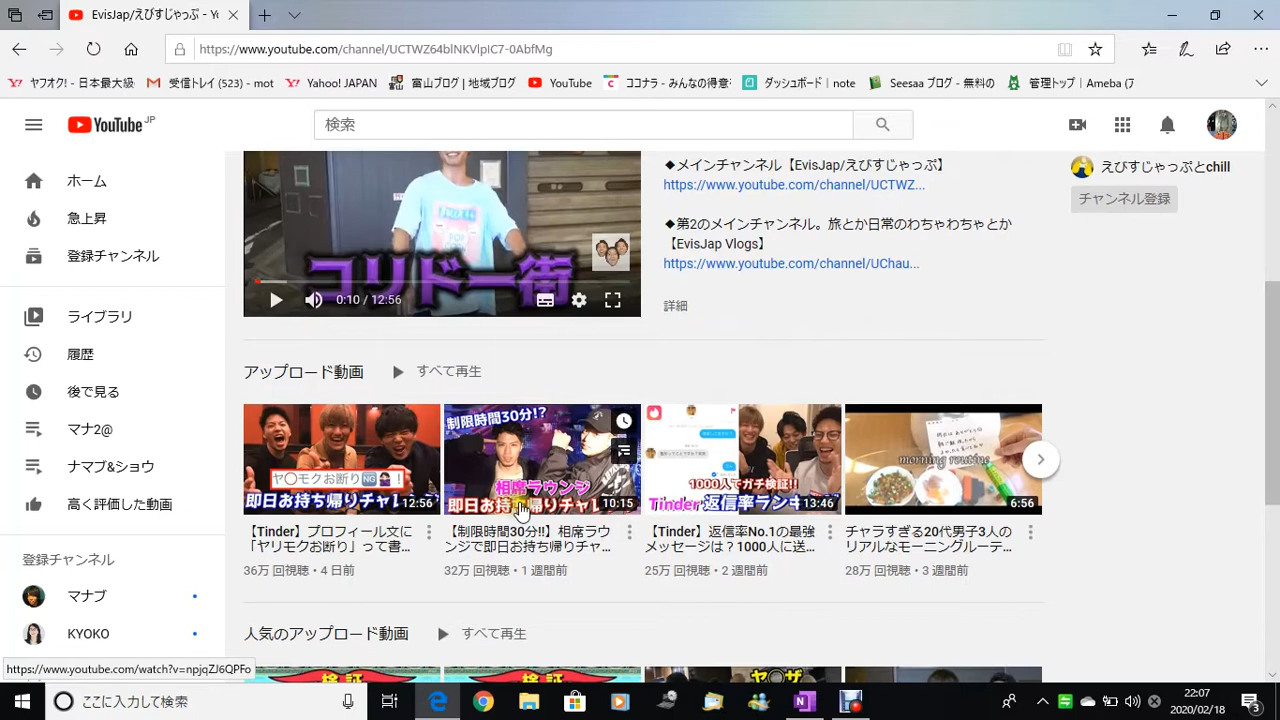 EvisJap/えびすじゃっぷ - Yo
https://www.youtube.com/channel/UCTWZ64blNKVlpIC7-0AbfMg
ヤフオク! - 日本最大級 受信トレイ (523) - mot Yahoo! JAPAN 富山ブログ | 地域ブログ YouTube ココナラ - みんなの得意 ダッシュボード | note Seesaa ブログ - 無料の 管理トップ | Ameba (ア
YouTube JP
検索
ホーム
急上昇
登録チャンネル
ライブラリ
履歴
後で見る
マナ2@
ナマブ&ショウ
高く評価した動画
登録チャンネル
マナブ
KYOKO
https://www.youtube.com/watch?v=npjqZJ6QPFo
コリドー街
0:10 / 12:56
◆メインチャンネル【EvisJap/えびすじゃっぷ】
https://www.youtube.com/channel/UCTWZ...
◆第2のメインチャンネル。旅とか日常のわちゃわちゃとか
【EvisJap Vlogs】
https://www.youtube.com/channel/UChau...
詳細
えびすじゃっぷとchill
チャンネル登録
アップロード動画 すべて再生
ヤ〇モクお断り NG !
即日お持ち帰りチャレ
12:56
制限時間30分!?
相席ラウンジ
即日お持ち帰りチャレ
10:15
1000人でガチ検証!!
Tinder 返信率ランキ
13:46
morning routine
6:56
【Tinder】プロフィール文に
「ヤリモクお断り」って書...
36万 回視聴・4 日前
【制限時間30分!!】相席ラウ
ンジで即日お持ち帰りチャ...
32万 回視聴・1 週間前
【Tinder】返信率No.1の最強
メッセージは？1000人に送...
25万 回視聴・2 週間前
チャラすぎる20代男子3人の
リアルなモーニングルーテ...
28万 回視聴・3 週間前
人気のアップロード動画 すべて再生
検証
検証
ヤ〇ザ
ここに入力して検索
22:07
2020/02/18
3